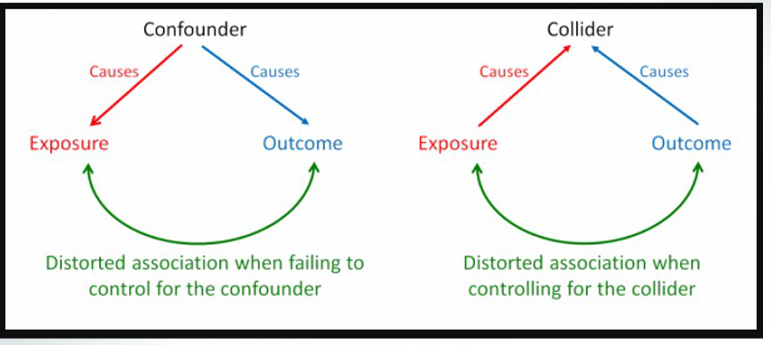 Confounder
Causes
Causes
Exposure
Outcome
Distorted association when failing to
control for the confounder
Collider
Causes
Causes
Exposure
Outcome
Distorted association when
controlling for the collider